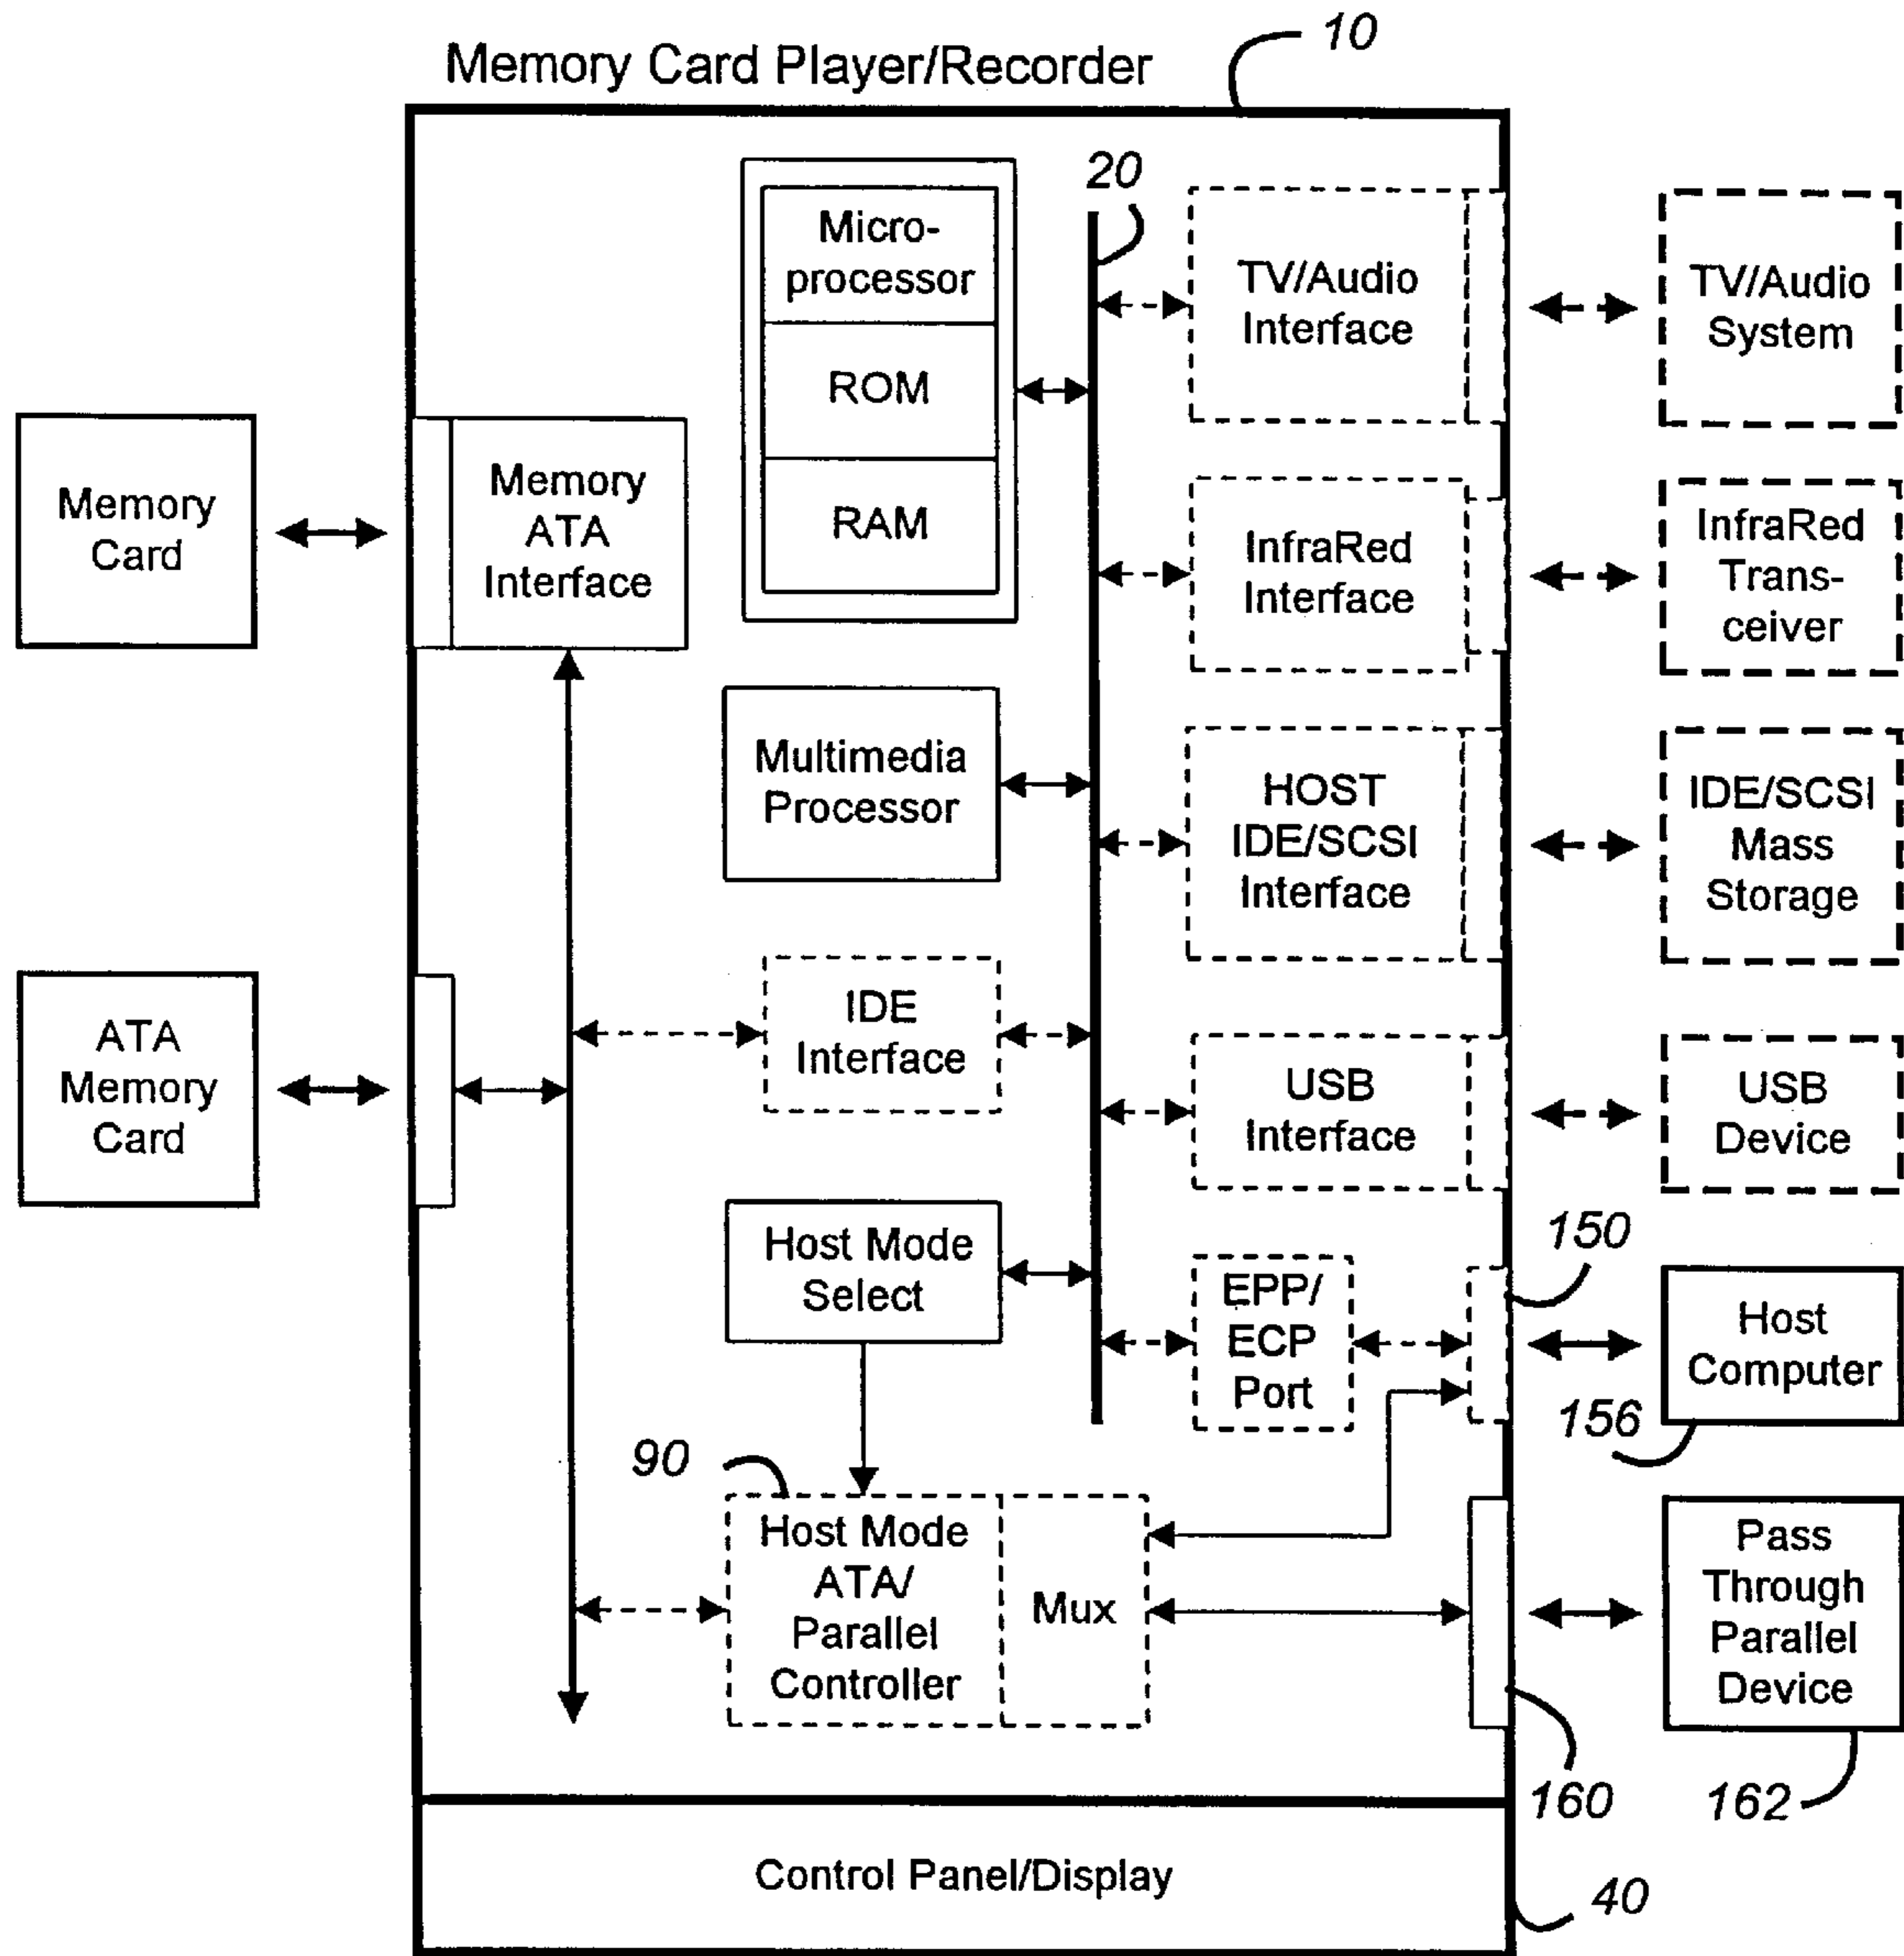 10
Memory Card Player/Recorder
20
Micro-
processor
ROM
RAM
TV//Audio
Interface
TV//Audio
System
Memory
Card
Memory
ATA
Interface
InfraRed
Interface
InfraRed
Trans-
ceiver
Multimedia
Processor
HOST
IDE/SCSI
Interface
IDE/SCSI
Mass
Storage
ATA
Memory
Card
IDE
Interface
USB
Interface
USB
Device
150
Host Mode
Select
EPP/
ECP
Port
Host
Computer
156
90
Host Mode
ATA/
Parallel
Controller
Mux
Pass
Through
Parallel
Device
160
162
Control Panel/Display
40